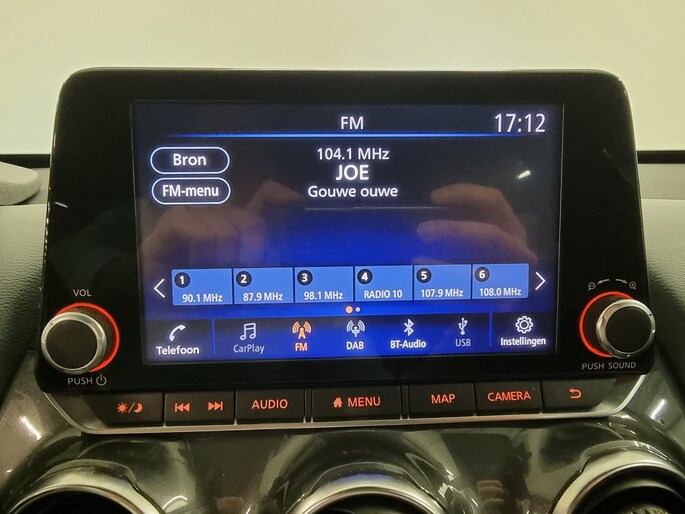 FM 17:12
Bron
104.1 MHz
JOE
FM-menu
Gouwe ouwe
1 2 3 4 5 6
90.1 MHz 87.9 MHz 98.1 MHz RADIO 10 107.9 MHz 108.0 MHz
Telefoon CarPlay FM DAB BT-Audio USB Instellingen
VOL
PUSH
PUSH SOUND
AUDIO MENU MAP CAMERA